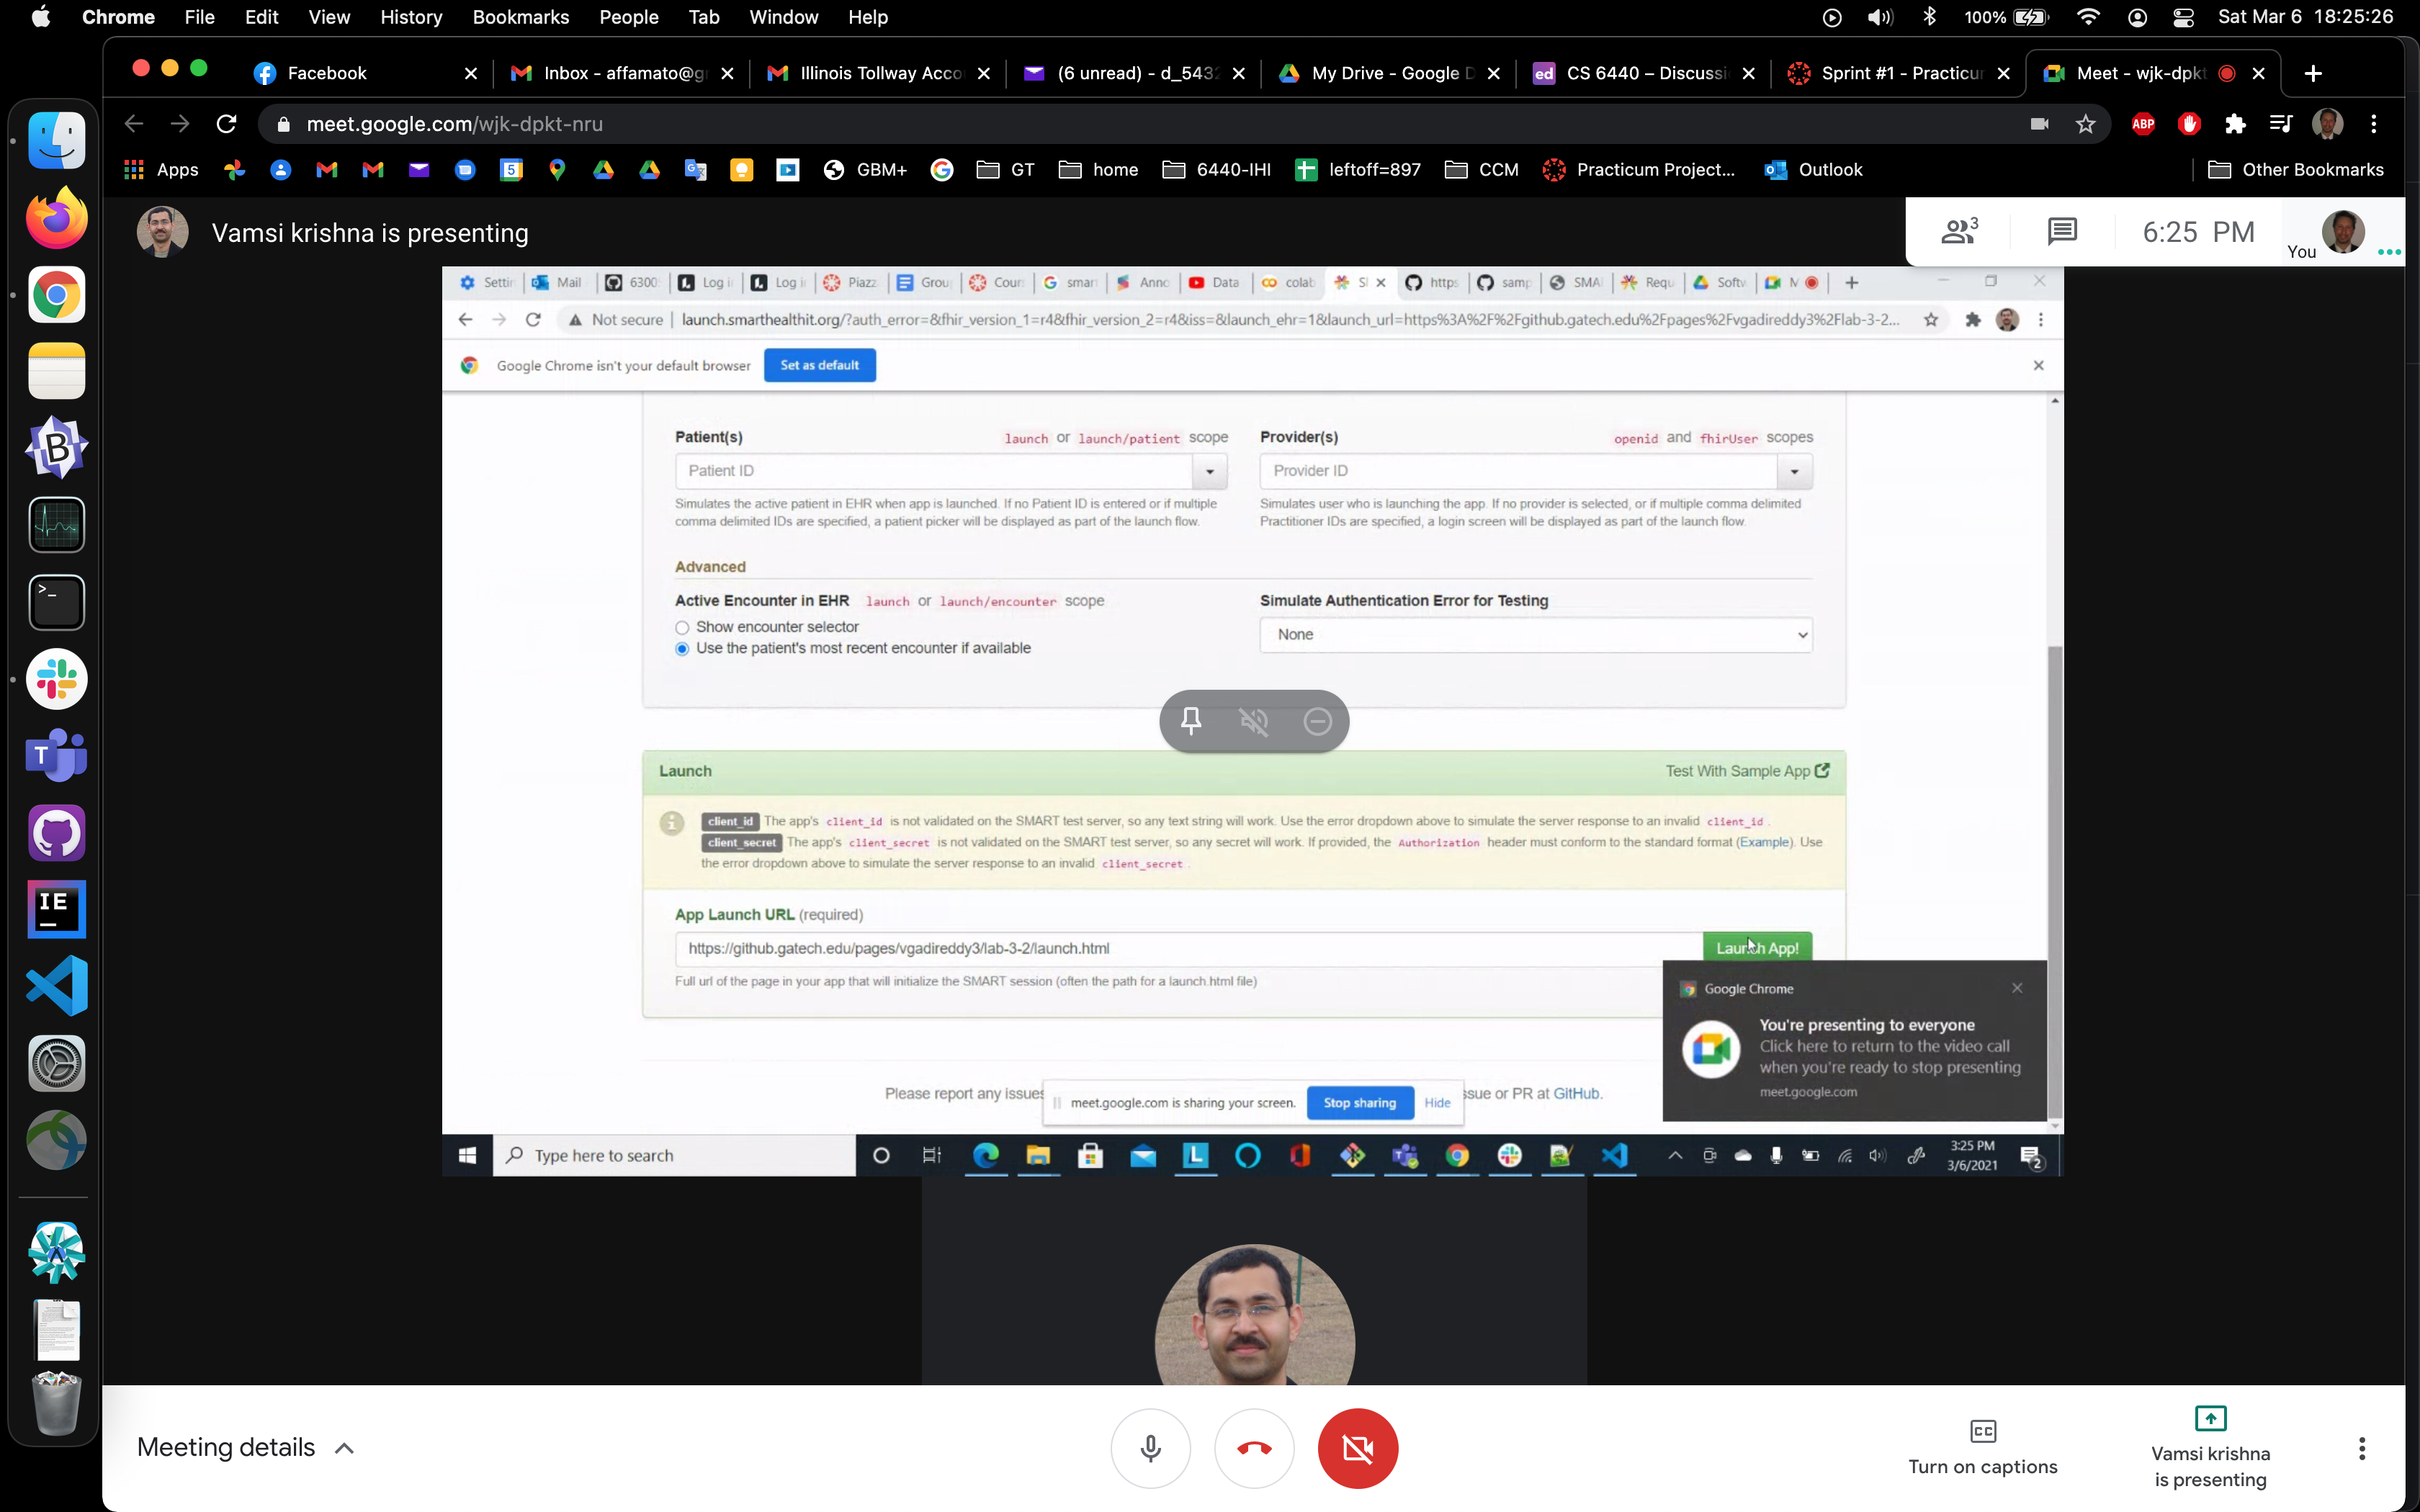 Chrome File Edit View History Bookmarks People Tab Window Help 100% Sat Mar 6 18:25:26
Facebook Inbox - affamato@g Illinois Tollway Acco (6 unread) - d_543 My Drive - Google D CS 6440 – Discussi Sprint #1 - Practicu Meet - wjk-dpkt
meet.google.com/wjk-dpkt-nru ABP
Apps 5 GBM+ GT home 6440-IHI leftoff=897 CCM Practicum Project... Outlook Other Bookmarks
Vamsi krishna is presenting
3 6:25 PM You
Settin Mail 6300 Log i Log i Piazz Grou Cour smar Anno Data colab S https samp SMA Requ Softw M
Not secure launch.smarthealthit.org/?auth_error=&fhir_version_1=r4&fhir_version_2=r4&iss=&launch_ehr=1&launch_url=https%3A%2F%2Fgithub.gatech.edu%2Fpages%2Fvgadireddy3%2Flab-3-2...
Google Chrome isn't your default browser Set as default
Patient(s) launch or launch/patient scope Provider(s) openid and fhirUser scopes
Patient ID Provider ID
Simulates the active patient in EHR when app is launched. If no Patient ID is entered or if multiple
comma delimited IDs are specified, a patient picker will be displayed as part of the launch flow.
Simulates user who is launching the app. If no provider is selected, or if multiple comma delimited
Practitioner IDs are specified, a login screen will be displayed as part of the launch flow.
Advanced
Active Encounter in EHR launch or launch/encounter scope Simulate Authentication Error for Testing
Show encounter selector
None
Use the patient's most recent encounter if available
Launch Test With Sample App
client_id The app's client_id is not validated on the SMART test server, so any text string will work. Use the error dropdown above to simulate the server response to an invalid client_id .
client_secret The app's client_secret is not validated on the SMART test server, so any secret will work. If provided, the Authorization header must conform to the standard format (Example). Use
the error dropdown above to simulate the server response to an invalid client_secret .
App Launch URL (required)
https://github.gatech.edu/pages/vgadireddy3/lab-3-2/launch.html Launch App!
Full url of the page in your app that will initialize the SMART session (often the path for a launch.html file)
Google Chrome
You're presenting to everyone
Click here to return to the video call
when you're ready to stop presenting
meet.google.com
Please report any issues ssue or PR at GitHub.
meet.google.com is sharing your screen. Stop sharing Hide
Type here to search
3:25 PM
3/6/2021
2
Meeting details
Turn on captions
Vamsi krishna
is presenting